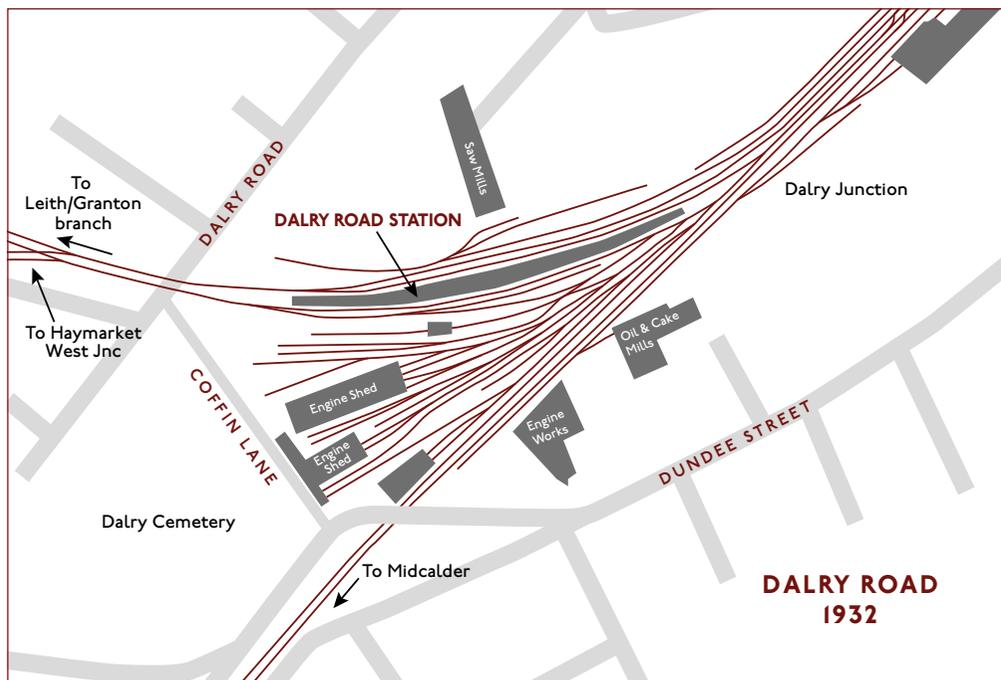 To
Leith/Granton
branch
DALRY ROAD
DALRY ROAD STATION
Saw Mills
Dalry Junction
To Haymarket
West Jnc
Oil & Cake
Mills
COFFIN LANE
Engine Shed
Engine
Shed
Engine
Works
DUNDEE STREET
Dalry Cemetery
To Midcalder
DALRY ROAD
1932